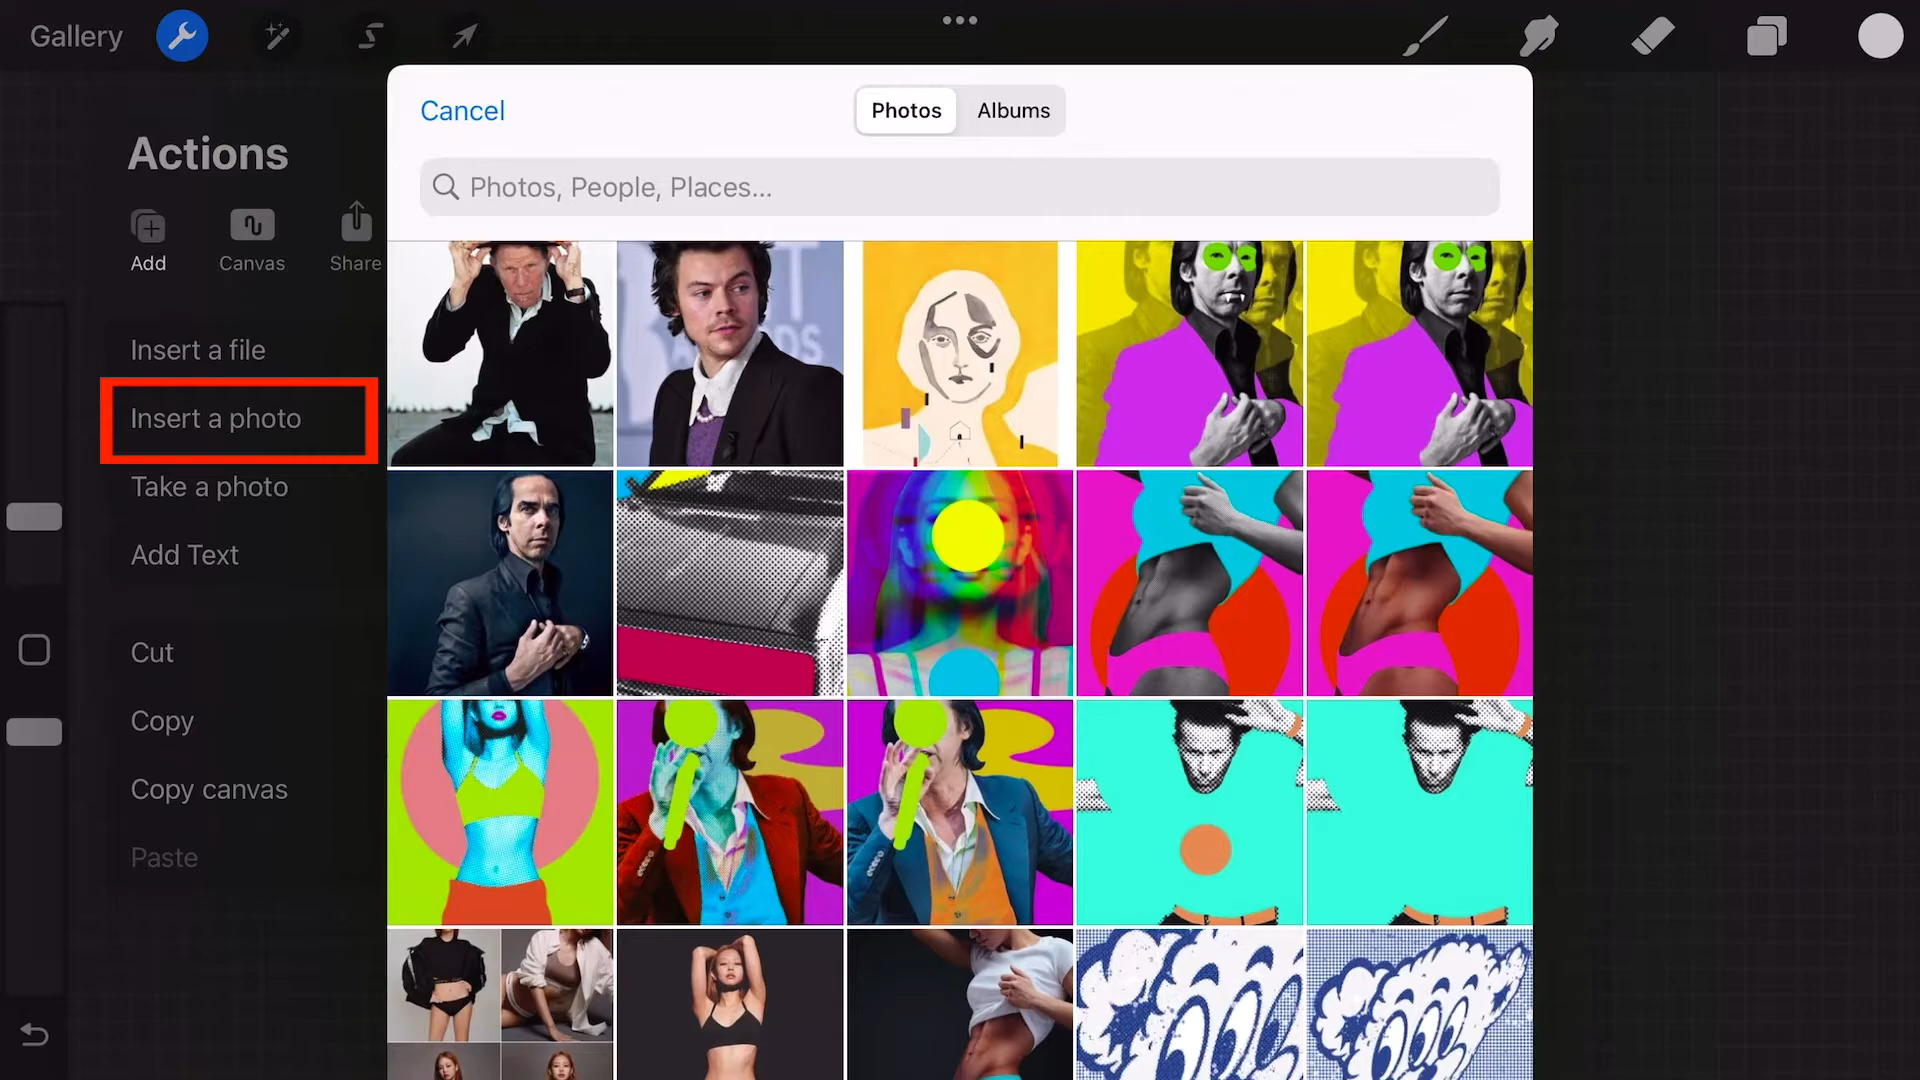 Gallery
Cancel
Photos
Albums
Photos, People, Places...
Actions
Add
Canvas
Share
Insert a file
Insert a photo
Take a photo
Add Text
Cut
Copy
Copy canvas
Paste